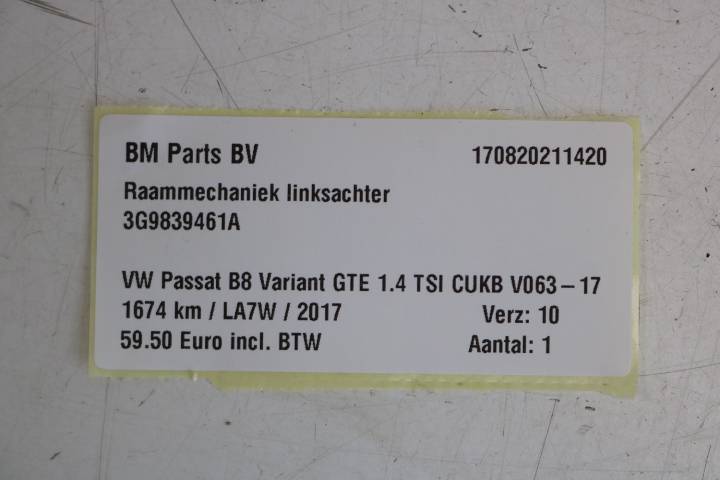 BM Parts BV 170820211420
Raammechaniek linksachter
3G9839461A
VW Passat B8 Variant GTE 1.4 TSI CUKB V063-17
1674 km / LA7W / 2017 Verz: 10
59.50 Euro incl. BTW Aantal: 1